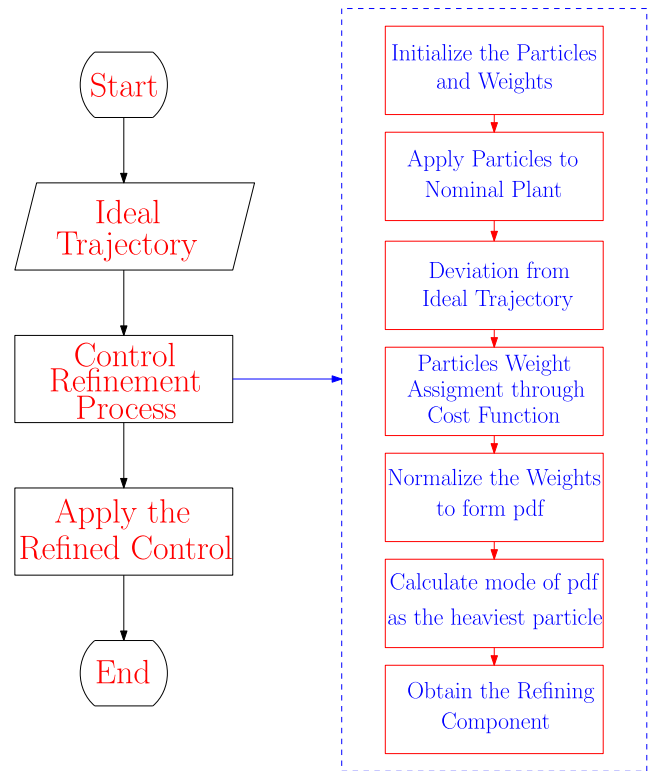 Start
Ideal
Trajectory
Control
Refinement
Process
Apply the
Refined Control
End
Initialize the Particles
and Weights
Apply Particles to
Nominal Plant
Deviation from
Ideal Trajectory
Particles Weight
Assigment through
Cost Function
Normalize the Weights
to form pdf
Calculate mode of pdf
as the heaviest particle
Obtain the Refining
Component